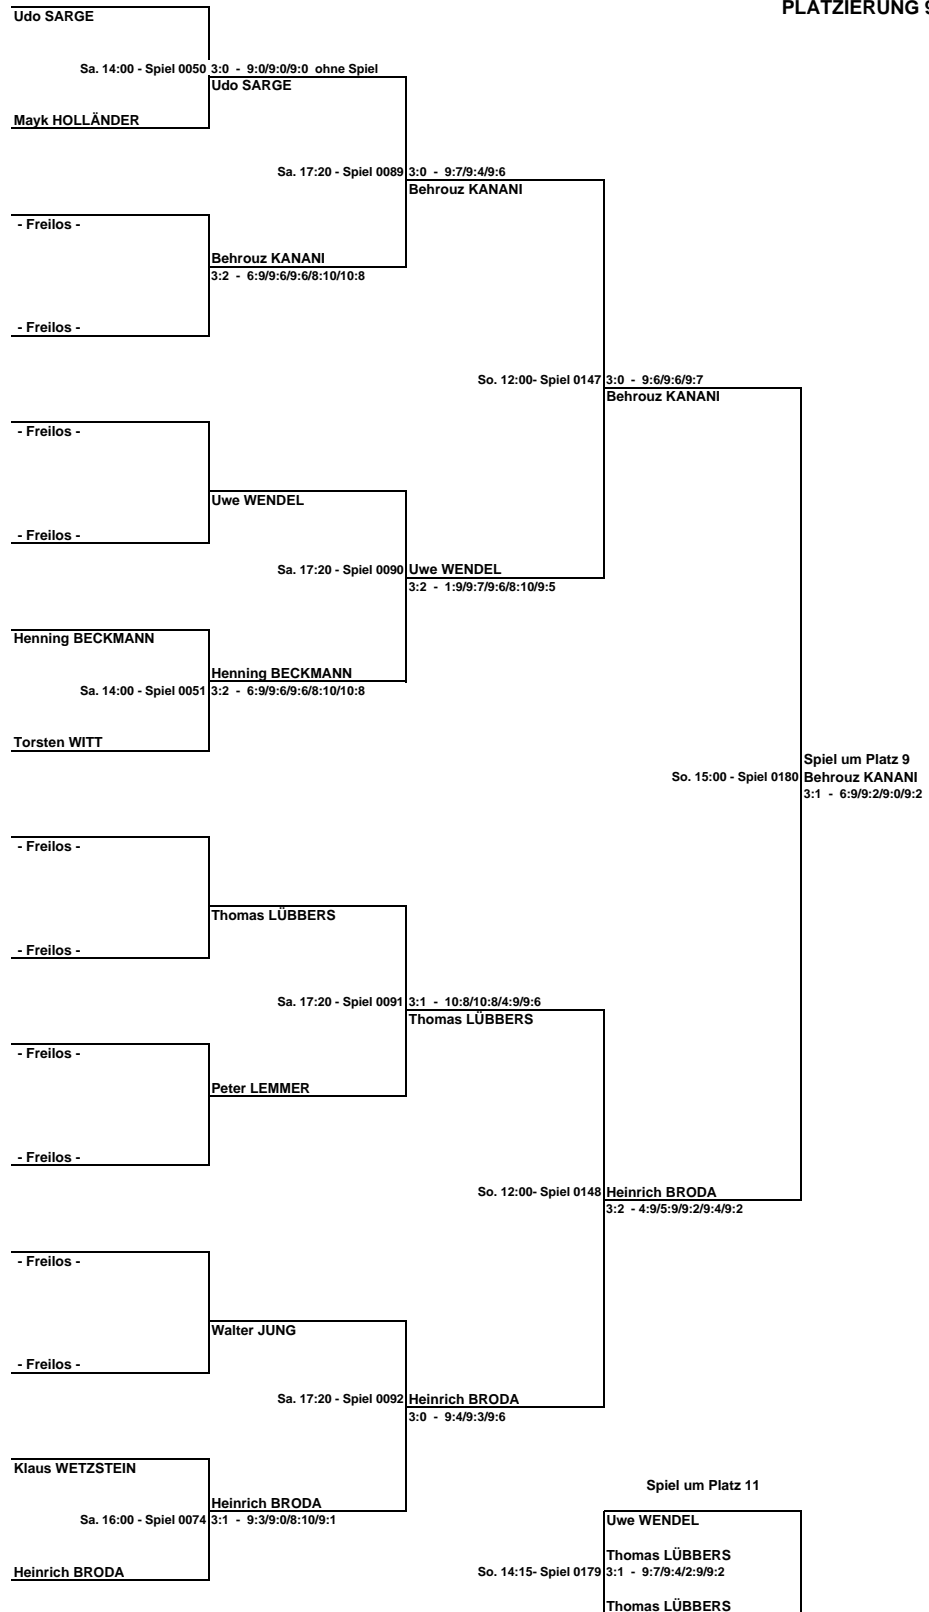 PLATZIERUNG 9
Udo SARGE
Sa. 14:00 - Spiel 0050 3:0 - 9:0/9:0/9:0 ohne Spiel
Udo SARGE
Mayk HOLLÄNDER
Sa. 17:20 - Spiel 0089 3:0 - 9:7/9:4/9:6
Behrouz KANANI
- Freilos -
Behrouz KANANI
3:2 - 6:9/9:6/9:6/8:10/10:8
- Freilos -
So. 12:00- Spiel 0147 3:0 - 9:6/9:6/9:7
Behrouz KANANI
- Freilos -
Uwe WENDEL
- Freilos -
Sa. 17:20 - Spiel 0090 Uwe WENDEL
3:2 - 1:9/9:7/9:6/8:10/9:5
Henning BECKMANN
Henning BECKMANN
Sa. 14:00 - Spiel 0051 3:2 - 6:9/9:6/9:6/8:10/10:8
Torsten WITT
Spiel um Platz 9
So. 15:00 - Spiel 0180 Behrouz KANANI
3:1 - 6:9/9:2/9:0/9:2
- Freilos -
Thomas LÜBBERS
- Freilos -
Sa. 17:20 - Spiel 0091 3:1 - 10:8/10:8/4:9/9:6
Thomas LÜBBERS
- Freilos -
Peter LEMMER
- Freilos -
So. 12:00- Spiel 0148 Heinrich BRODA
3:2 - 4:9/5:9/9:2/9:4/9:2
- Freilos -
Walter JUNG
- Freilos -
Sa. 17:20 - Spiel 0092 Heinrich BRODA
3:0 - 9:4/9:3/9:6
Klaus WETZSTEIN
Spiel um Platz 11
Heinrich BRODA
Sa. 16:00 - Spiel 0074 3:1 - 9:3/9:0/8:10/9:1
Uwe WENDEL
Thomas LÜBBERS
Heinrich BRODA
So. 14:15- Spiel 0179 3:1 - 9:7/9:4/2:9/9:2
Thomas LÜBBERS